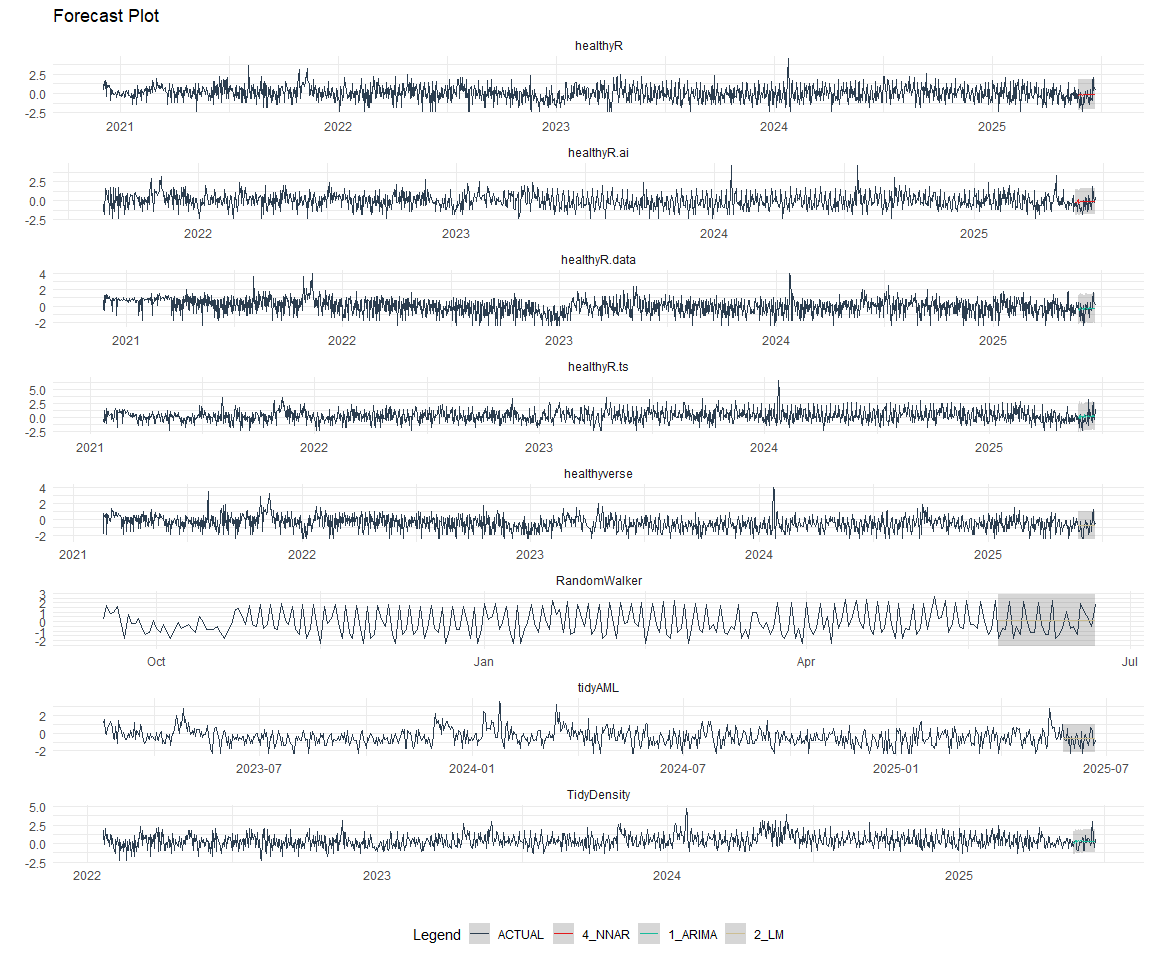 Forecast Plot
healthyR
2.5
0.0
-2.5
2021 2022 2023 2024 2025
healthyR.ai
2.5
0.0
-2.5
2022 2023 2024 2025
healthyR.data
4
2
0
-2
2021 2022 2023 2024 2025
healthyR.ts
5.0
2.5
0.0
-2.5
2021 2022 2023 2024 2025
healthyverse
4
2
0
-2
2021 2022 2023 2024 2025
RandomWalker
3
2
1
0
-1
-2
Oct Jan Apr Jul
tidyAML
2
0
-2
2023-07 2024-01 2024-07 2025-01 2025-07
TidyDensity
5.0
2.5
0.0
-2.5
2022 2023 2024 2025
Legend ACTUAL 4_NNAR 1_ARIMA 2_LM